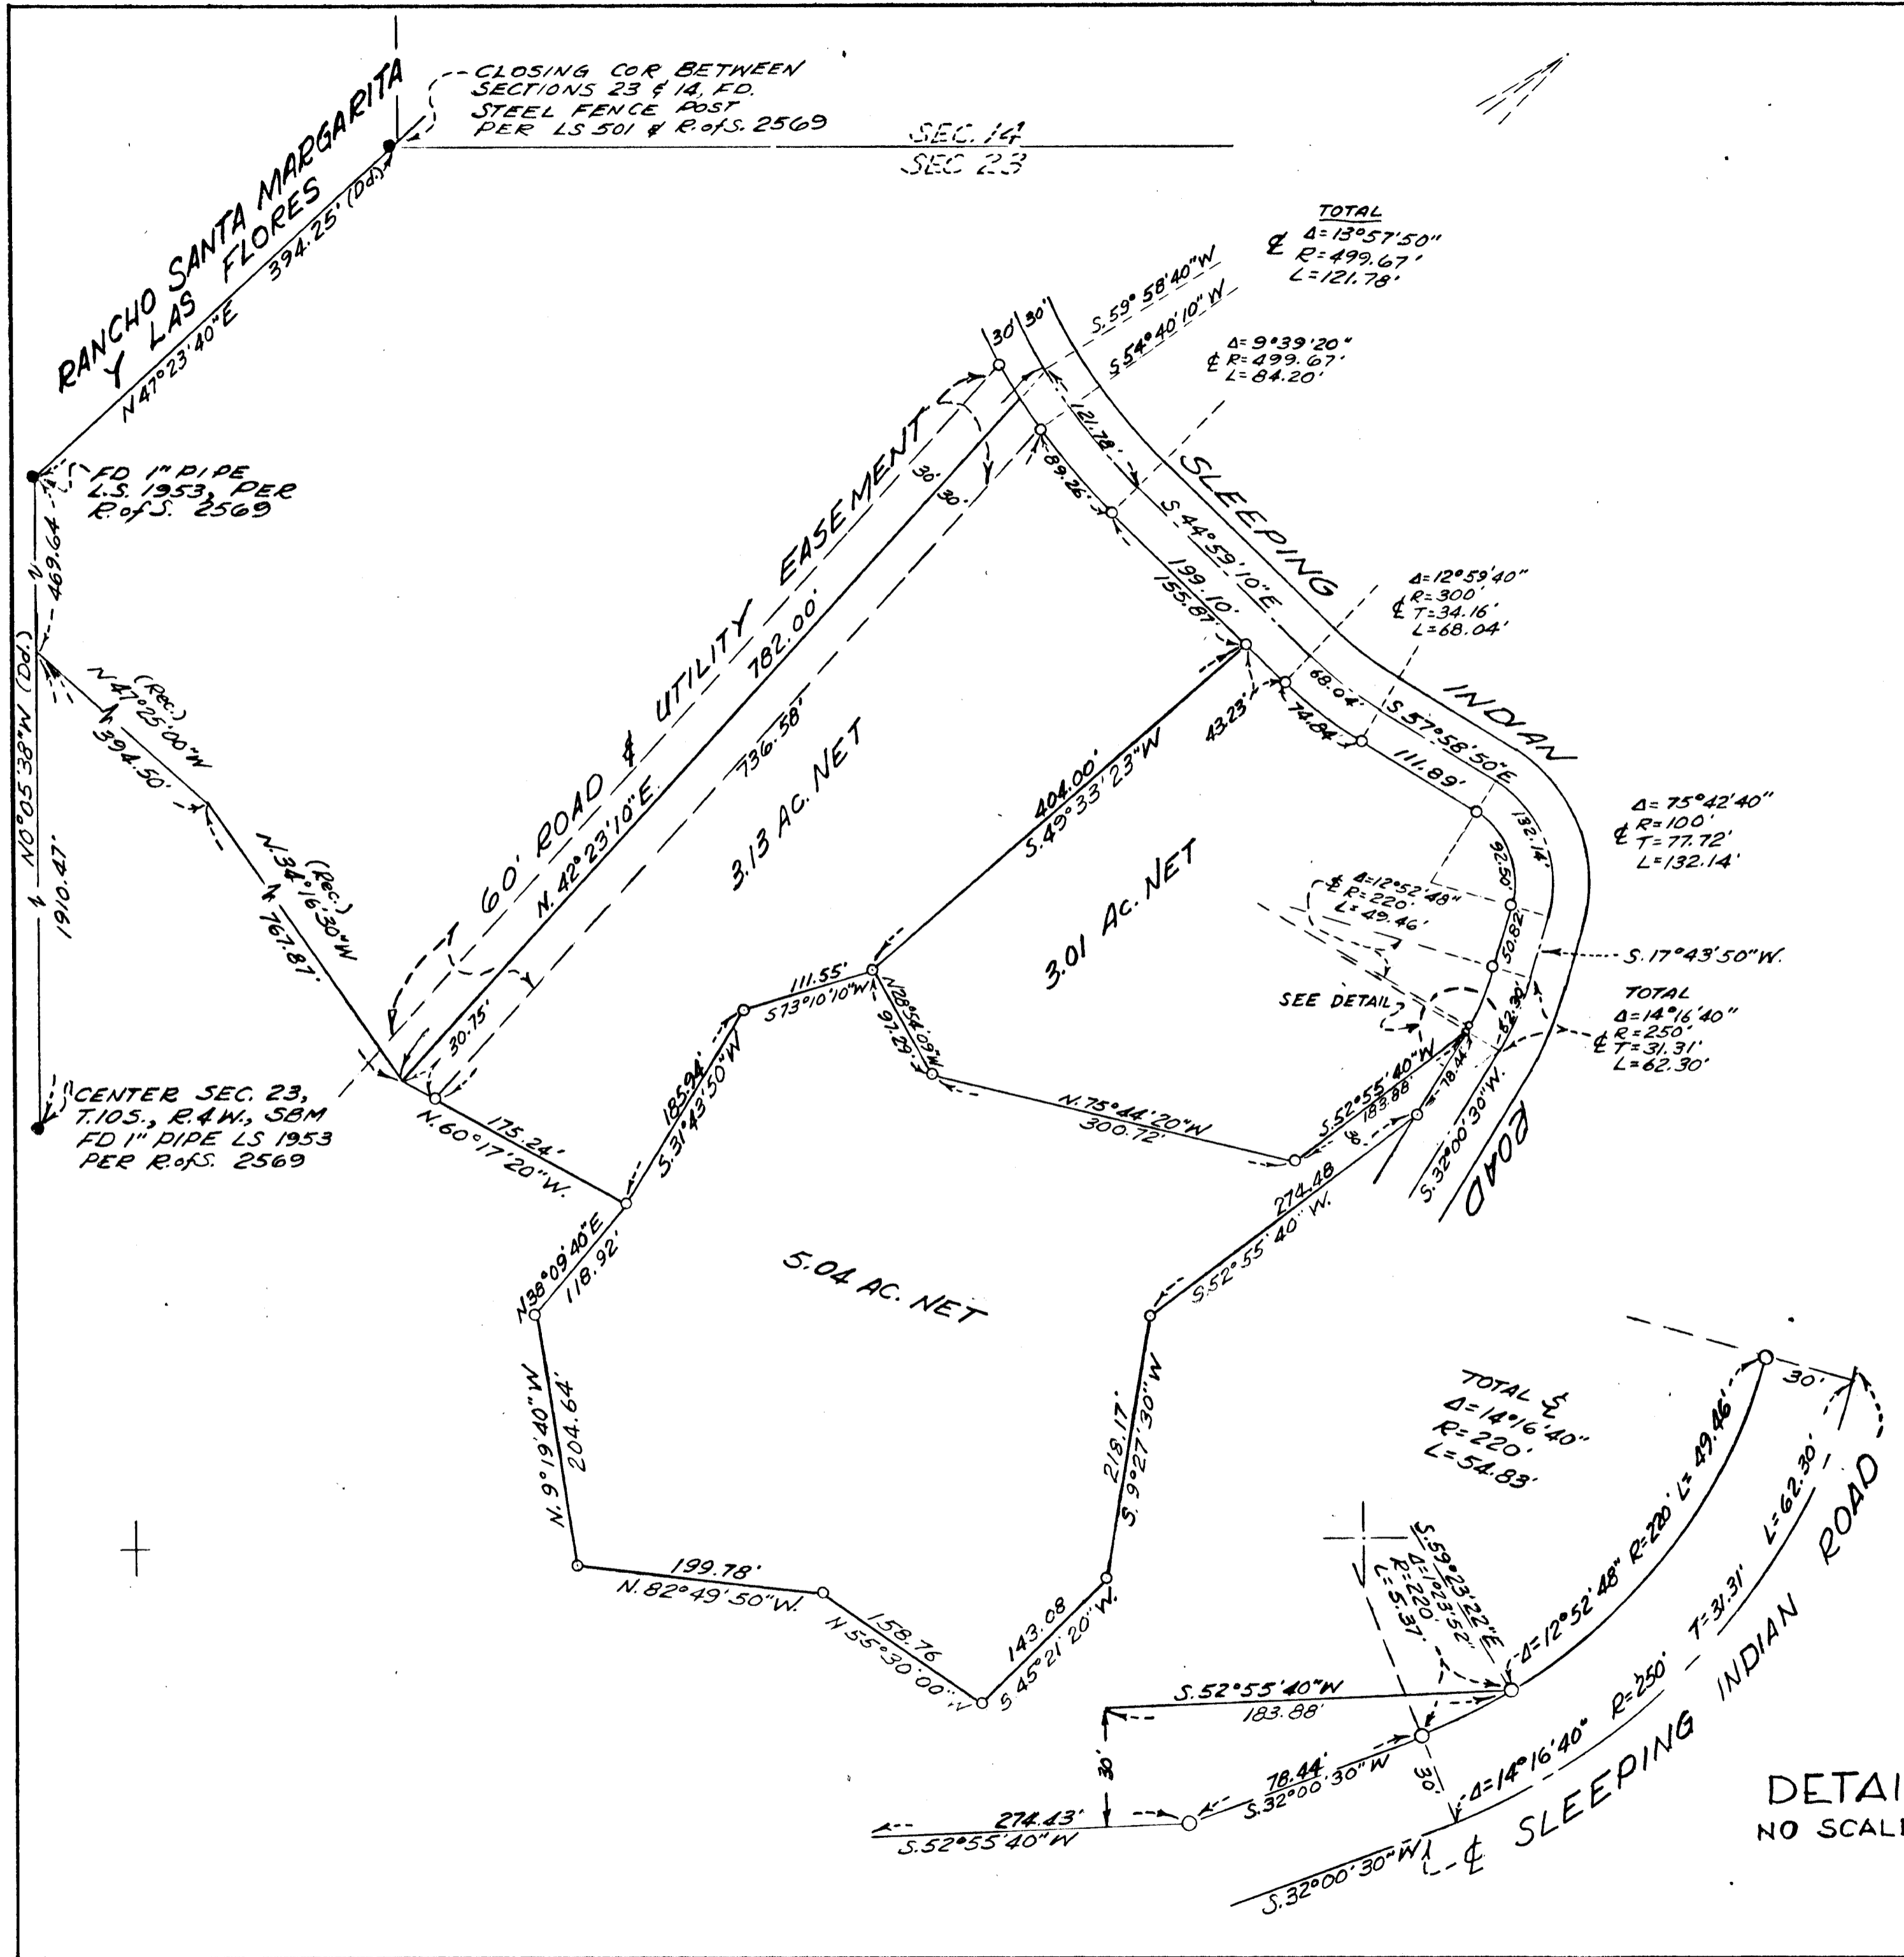 CLOSING COR BETWEEN
SECTIONS 23 & 14, FD.
STEEL FENCE POST
PER LS 501 & R.ofS. 2569
SEC. 14
SEC 23
RANCHO SANTA MARGARITA
Y LAS FLORES
N47°23'40"E 394.25' (Dd.)
FD 1" PIPE
L.S. 1953, PER
R.ofS. 2569
469.64
N0°05'38"W (Dd.)
1910.47'
(Rec.)
N47°25'00"W
394.50'
(Rec.)
N.34°16'30"W
767.87'
CENTER SEC. 23,
T.10S., R.4W., SBM
FD 1" PIPE LS 1953
PER R.ofS. 2569
TOTAL
Δ=13°57'50"
℄ R=499.67'
L=121.78'
S.59°58'40"W
S54°40'10"W
Δ=9°39'20"
℄ R=499.67'
L=84.20'
30' 30'
121.78'
89.26'
SLEEPING INDIAN ROAD
S44°59'10"E
199.10'
155.87'
60' ROAD & UTILITY EASEMENT
30'
30'
782.00'
N.42°23'10"E.
736.58'
30.75'
3.13 AC. NET
Δ=12°59'40"
R=300'
℄ T=34.16'
L=68.04'
68.04'
S57°58'50"E
43.23'
74.84'
111.89'
404.00'
S.49°33'23"W
3.01 AC. NET
Δ=75°42'40"
℄ R=100'
T=77.72'
L=132.14'
132.14'
92.50'
℄ Δ=12°52'48"
R=220'
L=49.46'
50.82'
S.17°43'50"W.
SEE DETAIL
TOTAL
Δ=14°16'40"
℄ R=250'
T=31.31'
L=62.30'
62.30'
78.44'
S.32°00'30"W.
111.55'
S73°10'10"W
N28°54'09"W
97.29'
185.94'
S.31°43'50"W
N.75°44'20"W
300.72'
S.52°55'40"W
183.88'
30'
274.48
S.52°55'40"W.
175.24'
N.60°17'20"W.
N38°09'40"E
118.92'
5.04 AC. NET
N.9°19'40"W
204.64'
218.17'
S.9°27'30"W
199.78'
N.82°49'50"W.
158.76
N55°30'00"W
143.08
S45°21'20"W.
TOTAL
Δ=14°16'40"
R=220'
L=54.83'
30'
S.59°23'22"E
Δ=1°23'52"
R=220'
L=5.37'
Δ=12°52'48" R=220' L=49.46'
L=62.30'
T=31.31'
R=250'
Δ=14°16'40"
S.52°55'40"W
183.88'
30'
78.44'
S.32°00'30"W
30'
274.43'
S.52°55'40"W
S.32°00'30"W
℄ SLEEPING INDIAN ROAD
DETAI
NO SCALE